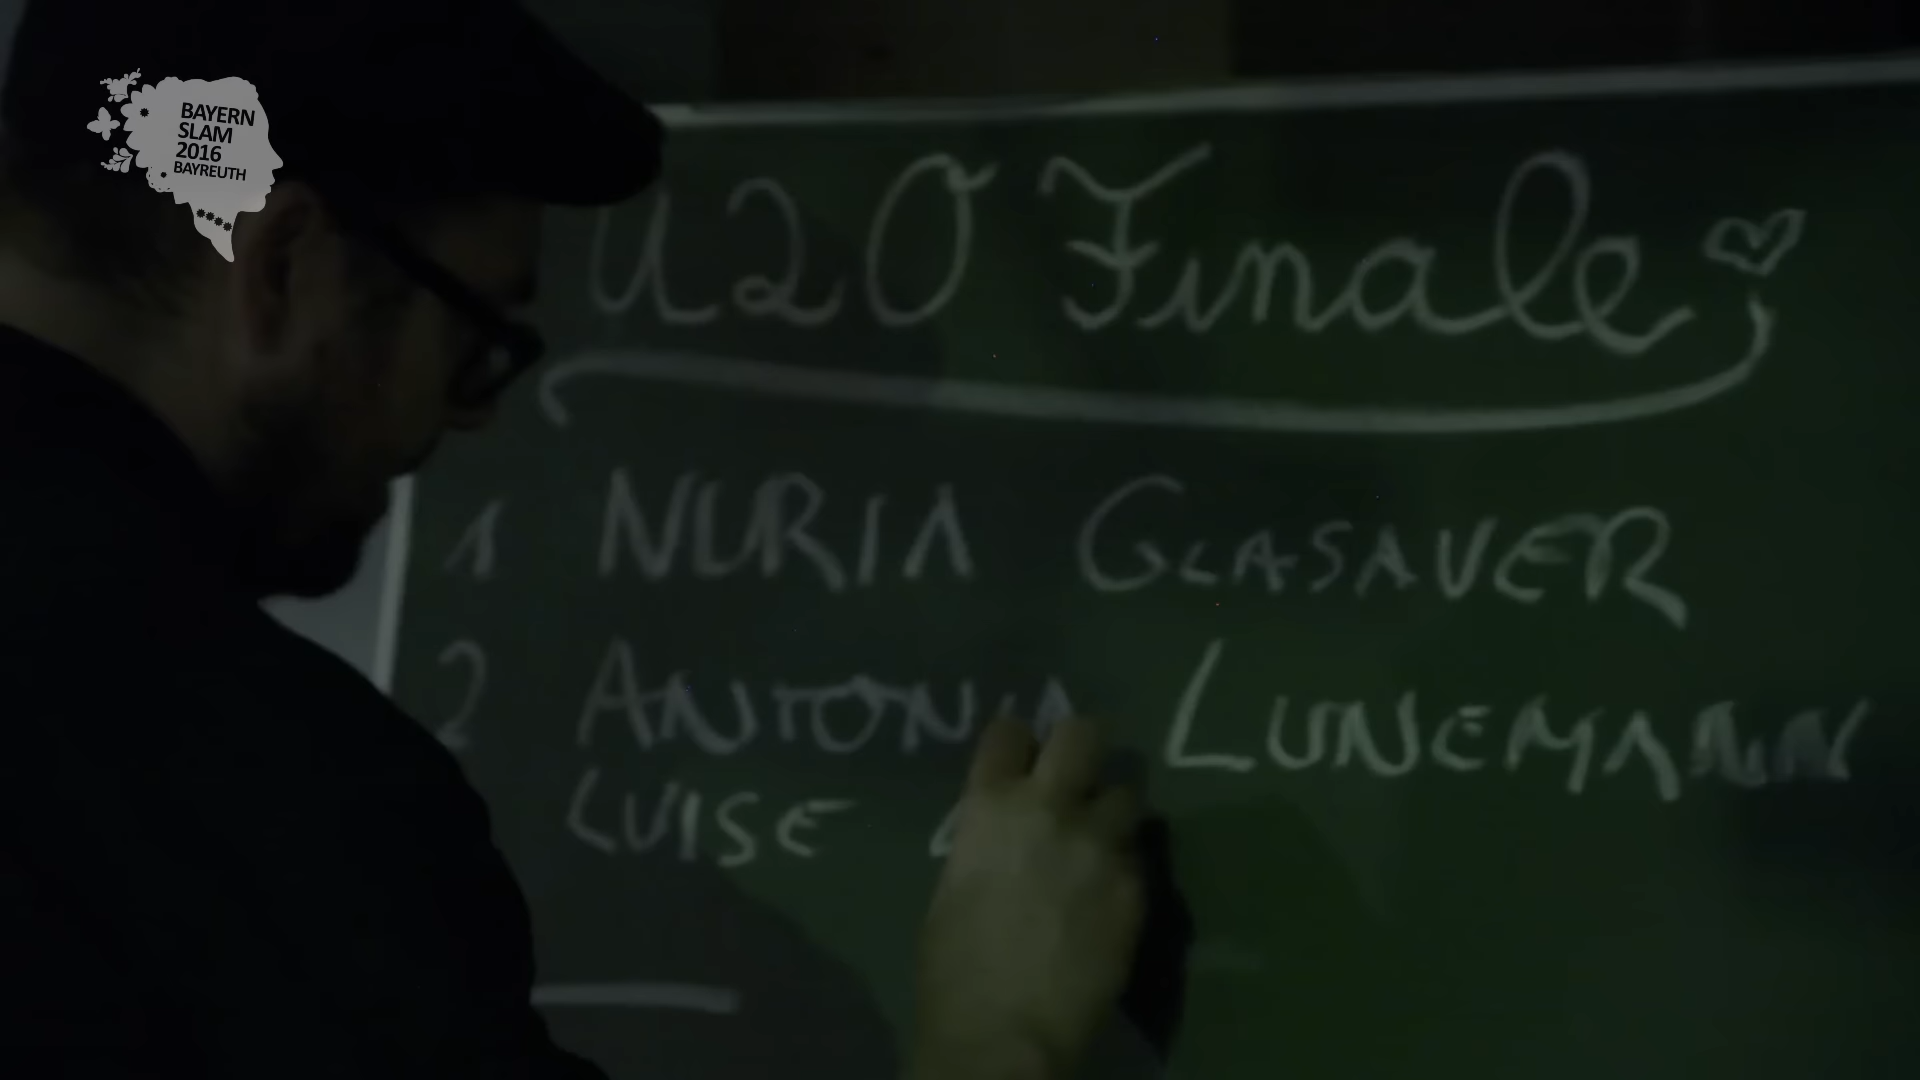 BAYERN
SLAM
2016
BAYREUTH
U20 Finale
1 NURIA GLASAUER
2 ANTONIA LUNEMANN
LUISE